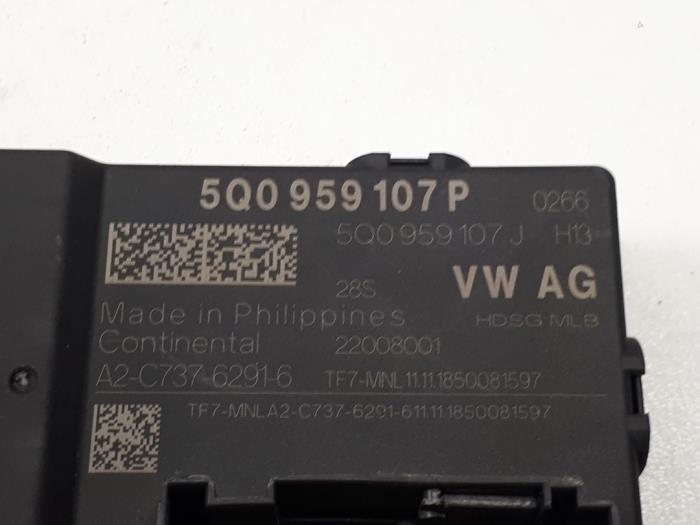 5Q0 959 107 P 0266
5Q0 959 107 J H13
28S VW AG
Made in Philippines HDSG MLB
Continental 22008001
A2-C737-6291-6 TF7-MNL11.11.1850081597
TF7-MNLA2-C737-6291-611.11.1850081597